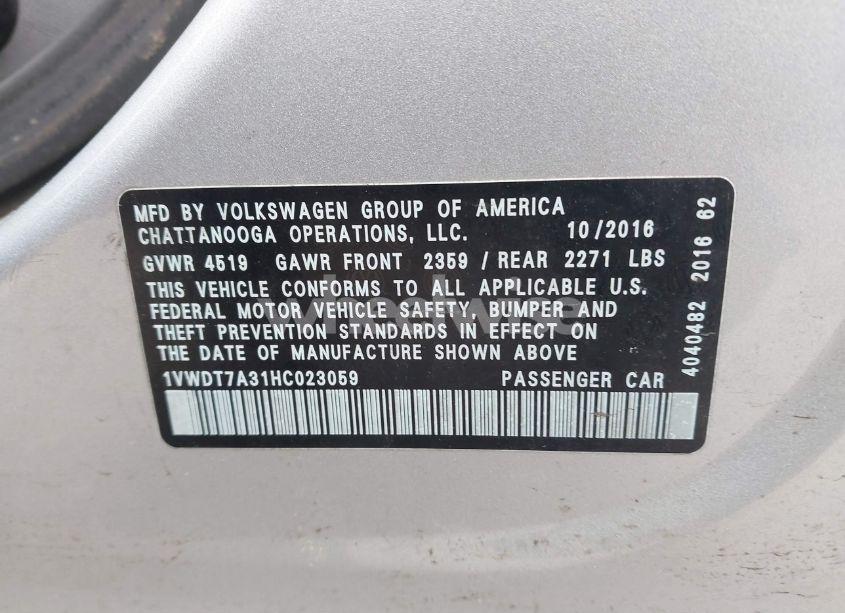 MFD BY VOLKSWAGEN GROUP OF AMERICA
CHATTANOOGA OPERATIONS, LLC. 10/2016
GVWR 4519 GAWR FRONT 2359 / REAR 2271 LBS
THIS VEHICLE CONFORMS TO ALL APPLICABLE U.S.
FEDERAL MOTOR VEHICLE SAFETY, BUMPER AND
THEFT PREVENTION STANDARDS IN EFFECT ON
THE DATE OF MANUFACTURE SHOWN ABOVE
1VWDT7A31HC023059 PASSENGER CAR
4040482 2016 62